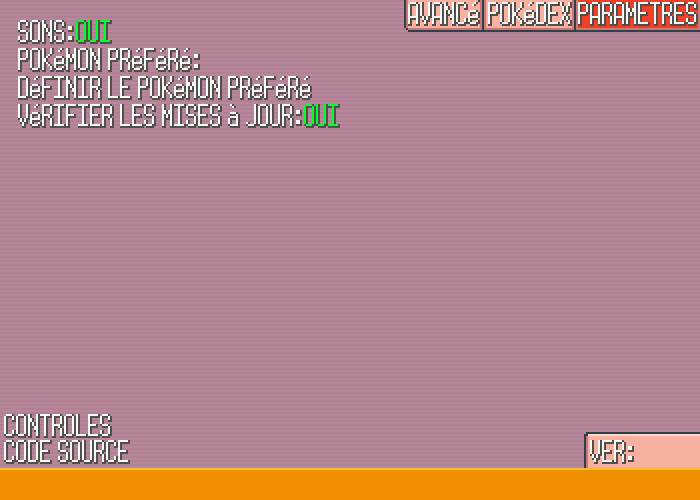 AVANCé POKéDEX PARAMETRES
SONS:OUI
POKéMON PRéFéRé:
DéFINIR LE POKéMON PRéFéRé
VéRIFIER LES MISES à JOUR:OUI
CONTROLES
CODE SOURCE
VER: